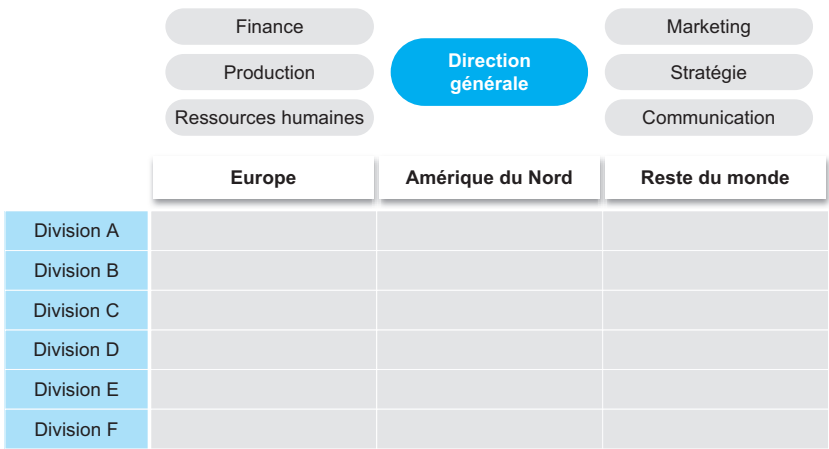 Finance
Production
Ressources humaines
Direction
générale
Marketing
Stratégie
Communication
Europe
Amérique du Nord
Reste du monde
Division A
Division B
Division C
Division D
Division E
Division F